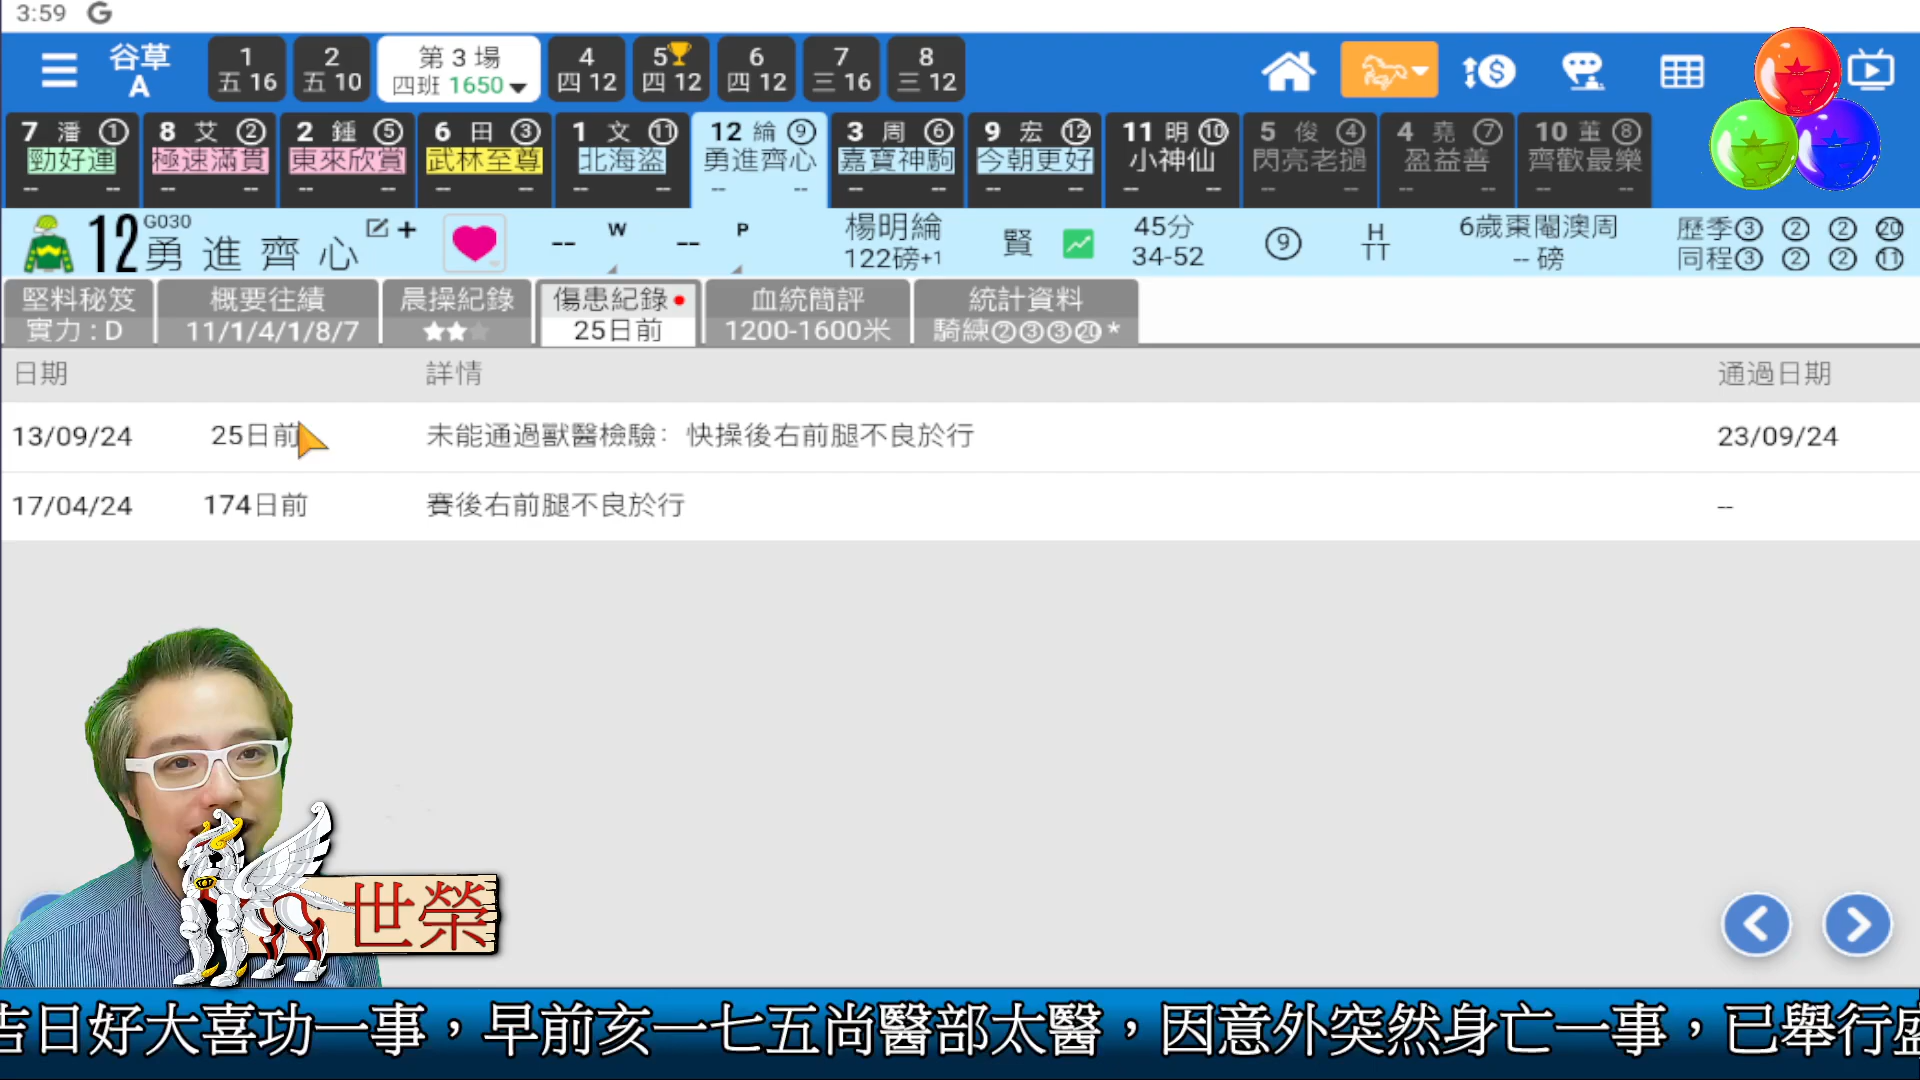 3:59 G
谷草 A
1 五 16
2 五 10
第 3 場 四班 1650
4 四 12
5 四 12
6 四 12
7 三 16
8 三 12
7 潘 ① 勁好運 -- --
8 艾 ② 極速滿貫 -- --
2 鍾 ⑤ 東來欣賞 -- --
6 田 ③ 武林至尊 -- --
1 文 ⑪ 北海盜 -- --
12 綸 ⑨ 勇進齊心 -- --
3 周 ⑥ 嘉寶神駒 -- --
9 宏 ⑫ 今朝更好 -- --
11 明 ⑩ 小神仙 -- --
5 俊 ④ 閃亮老撾 -- --
4 堯 ⑦ 盈益善 -- --
10 董 ⑧ 齊歡最樂 -- --
12 G030 勇進齊心 +
-- W -- P
楊明綸 122磅+1
賢
45分 34-52
⑨
H TT
6歲棗閹澳周 -- 磅
歷季③ ② ② ⑳
同程③ ② ② ⑪
堅料秘笈 實力 : D
概要往績 11/1/4/1/8/7
晨操紀錄 ★★★
傷患紀錄 25日前
血統簡評 1200-1600米
統計資料 騎練②③③⑳ *
日期 詳情 通過日期
13/09/24 25日前 未能通過獸醫檢驗: 快操後右前腿不良於行 23/09/24
17/04/24 174日前 賽後右前腿不良於行 --
世榮
吉日好大喜功一事，早前亥一七五尚醫部太醫，因意外突然身亡一事，已舉行盛